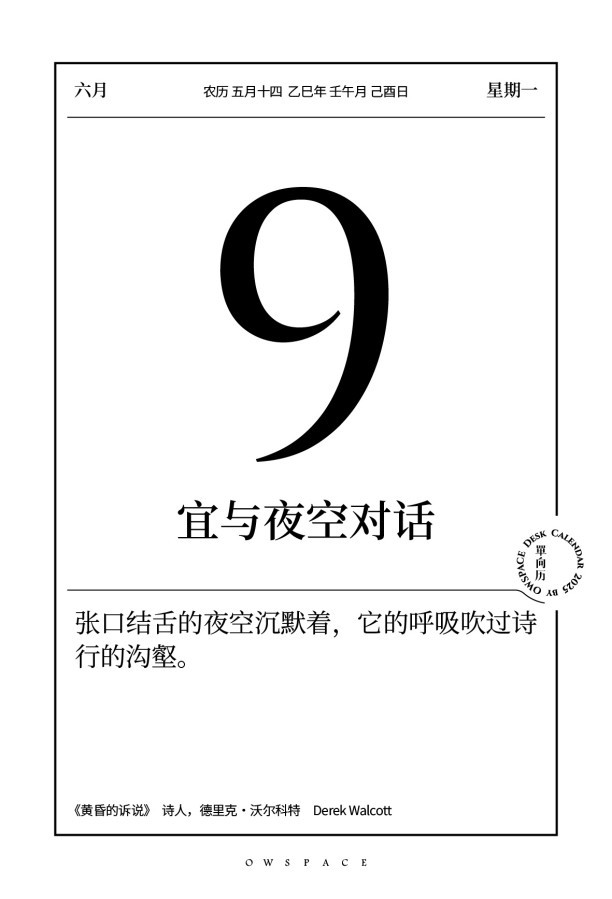 六月
农历 五月十四 乙巳年 壬午月 己酉日
星期一
9
宜与夜空对话
DESK CALENDAR 2025 BY OWSPACE
單向历
张口结舌的夜空沉默着，它的呼吸吹过诗
行的沟壑。
《黄昏的诉说》 诗人，德里克·沃尔科特 Derek Walcott
OWSPACE